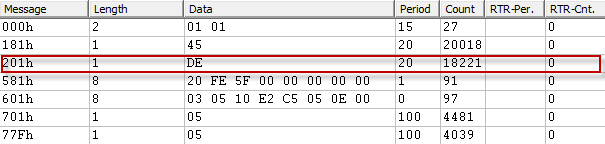 Message Length Data Period Count RTR-Per. RTR-Cnt.
000h 2 01 01 15 27 0
181h 1 45 20 20018 0
201h 1 DE 20 18221 0
581h 8 20 FE 5F 00 00 00 00 00 1 91 0
601h 8 03 05 10 E2 C5 05 0E 00 0 97 0
701h 1 05 100 4481 0
77Fh 1 05 100 4039 0